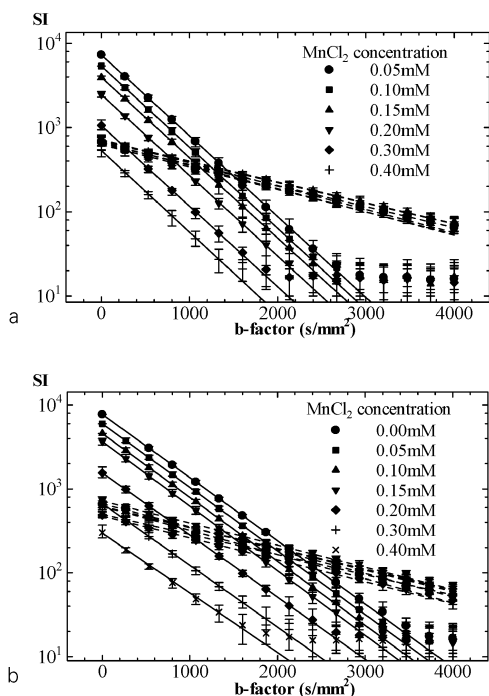 SI
10⁴
MnCl₂ concentration
0.05mM
0.10mM
0.15mM
0.20mM
0.30mM
0.40mM
10³
10²
10¹
0 1000 2000 3000 4000
b-factor (s/mm²)
a
SI
10⁴
MnCl₂ concentration
0.00mM
0.05mM
0.10mM
0.15mM
0.20mM
0.30mM
0.40mM
10³
10²
10¹
0 1000 2000 3000 4000
b-factor (s/mm²)
b